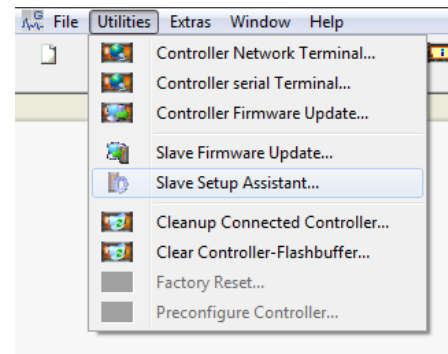 File Utilities Extras Window Help
Controller Network Terminal...
Controller serial Terminal...
Controller Firmware Update...
Slave Firmware Update...
Slave Setup Assistant...
Cleanup Connected Controller...
Clear Controller-Flashbuffer...
Factory Reset...
Preconfigure Controller...